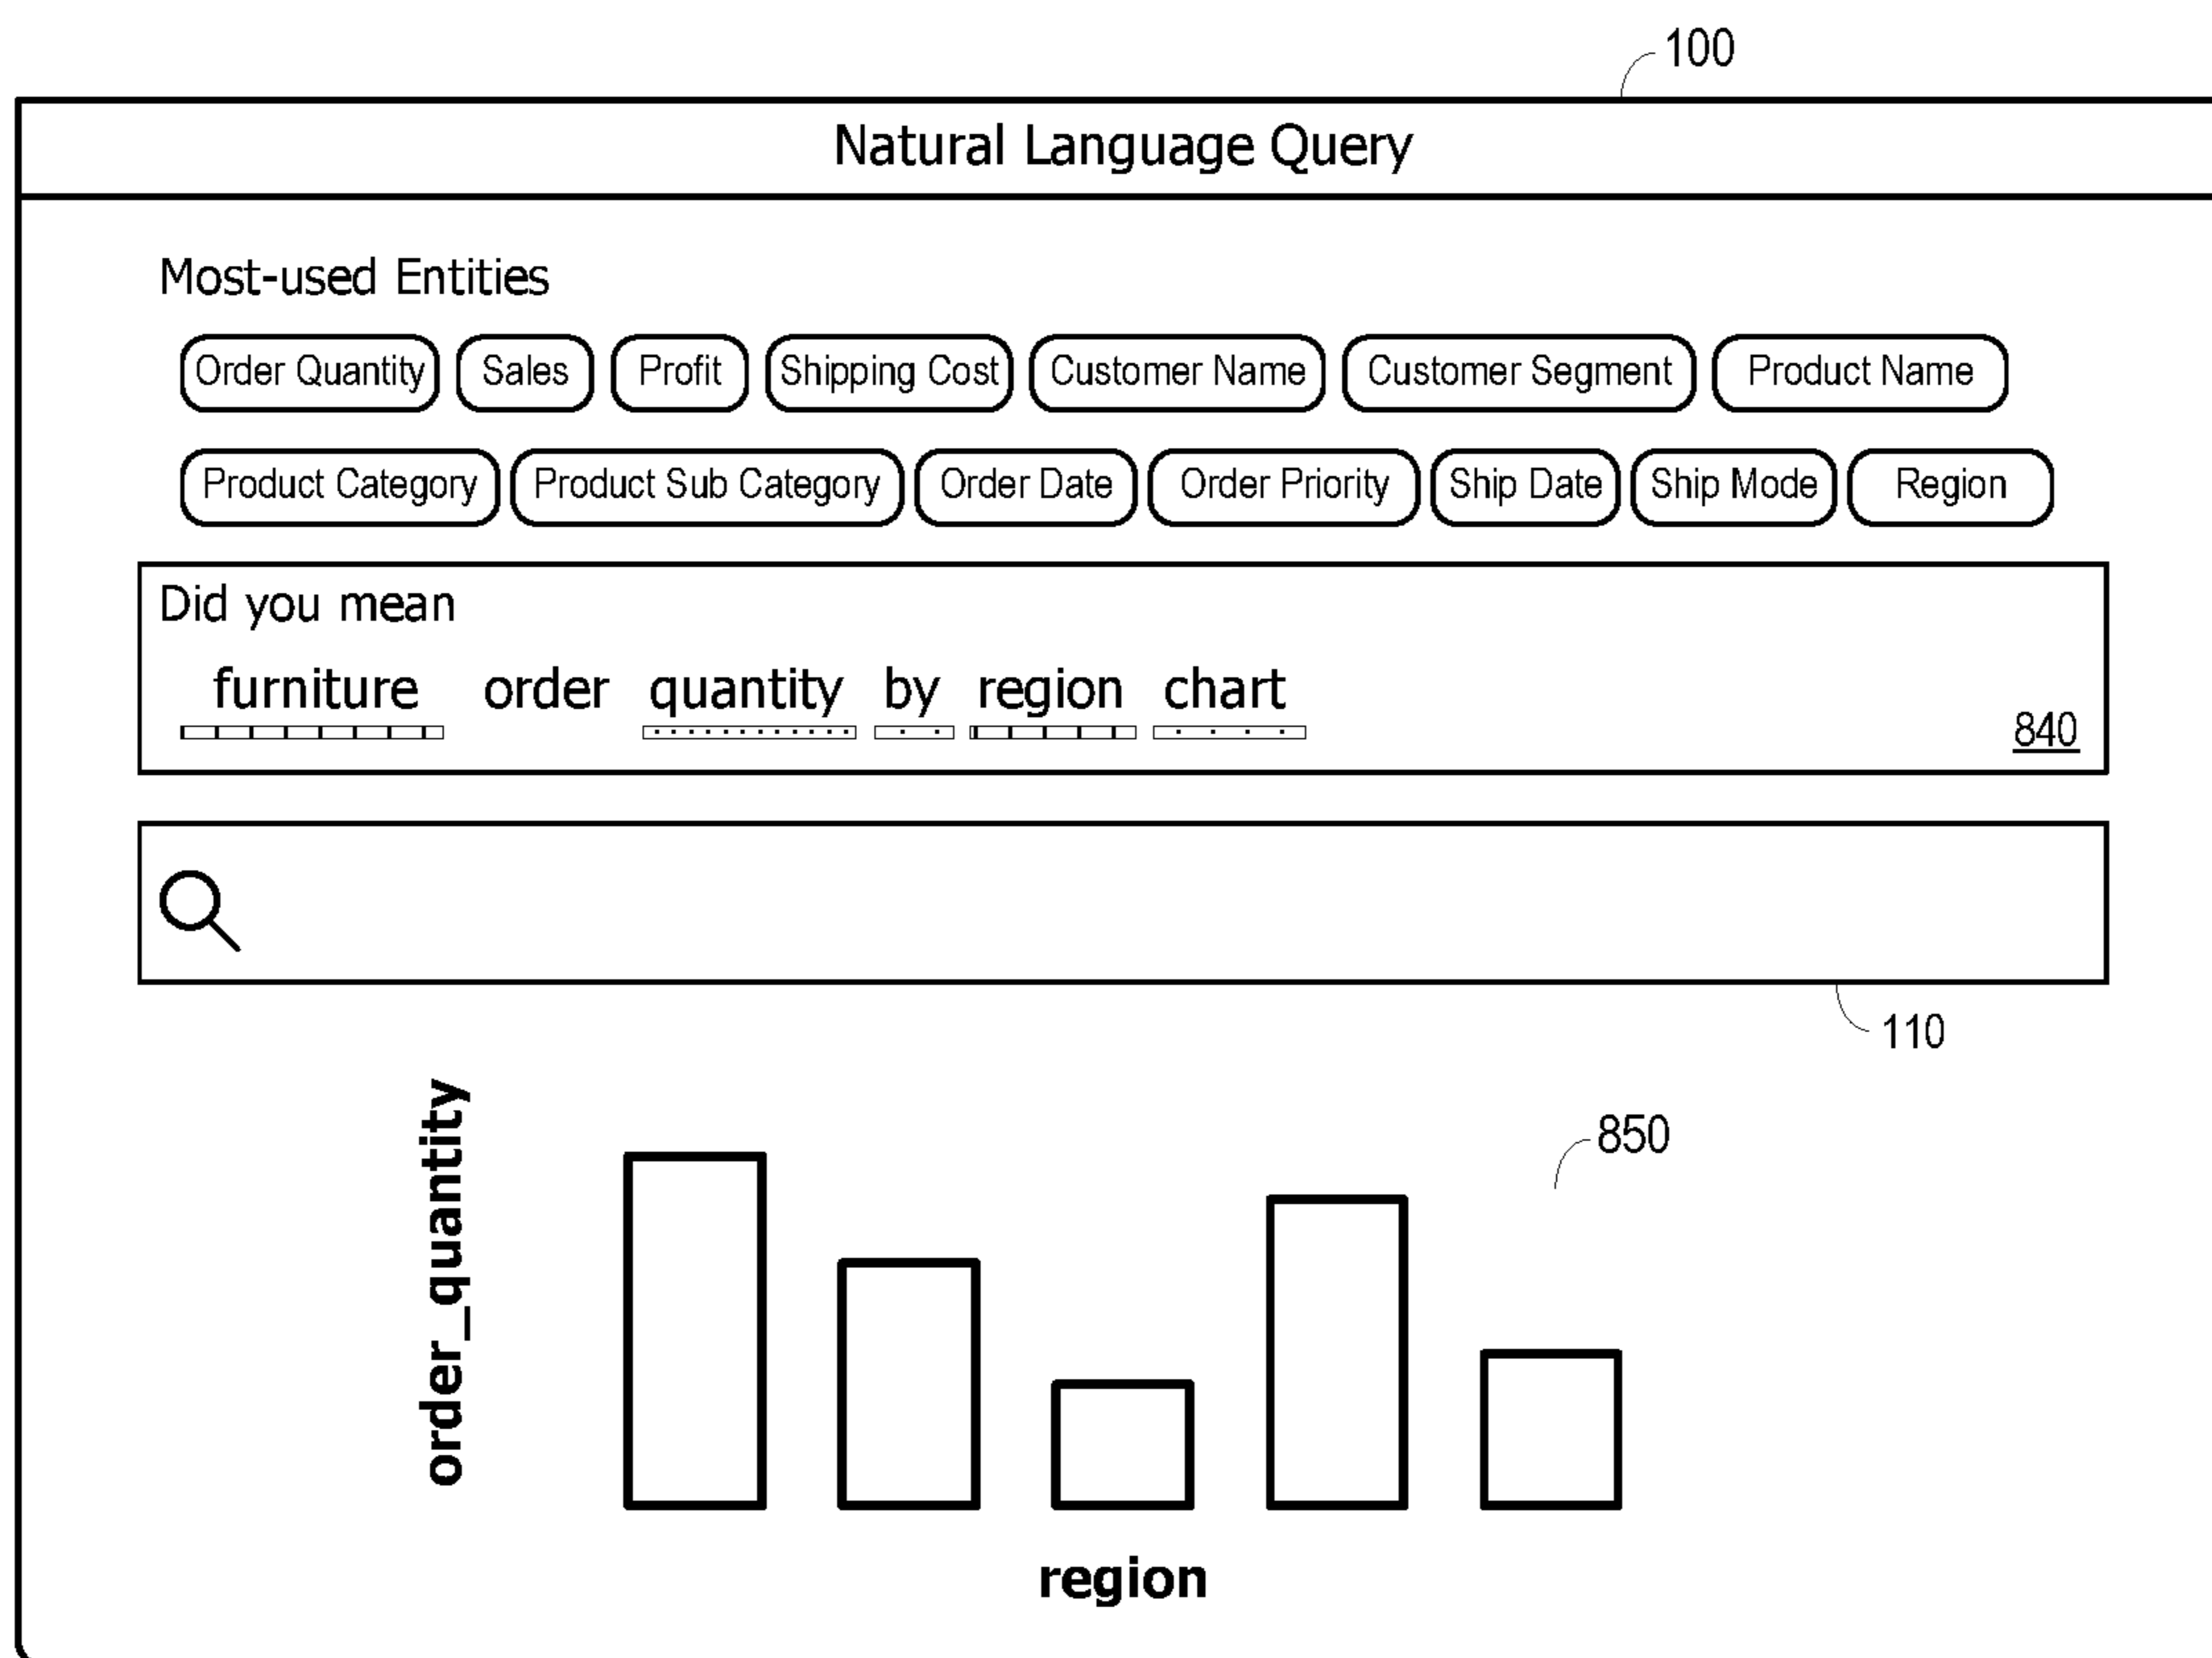 100
Natural Language Query
Most-used Entities
Order Quantity Sales Profit Shipping Cost Customer Name Customer Segment Product Name
Product Category Product Sub Category Order Date Order Priority Ship Date Ship Mode Region
Did you mean
furniture order quantity by region chart
840
110
850
order_quantity
region